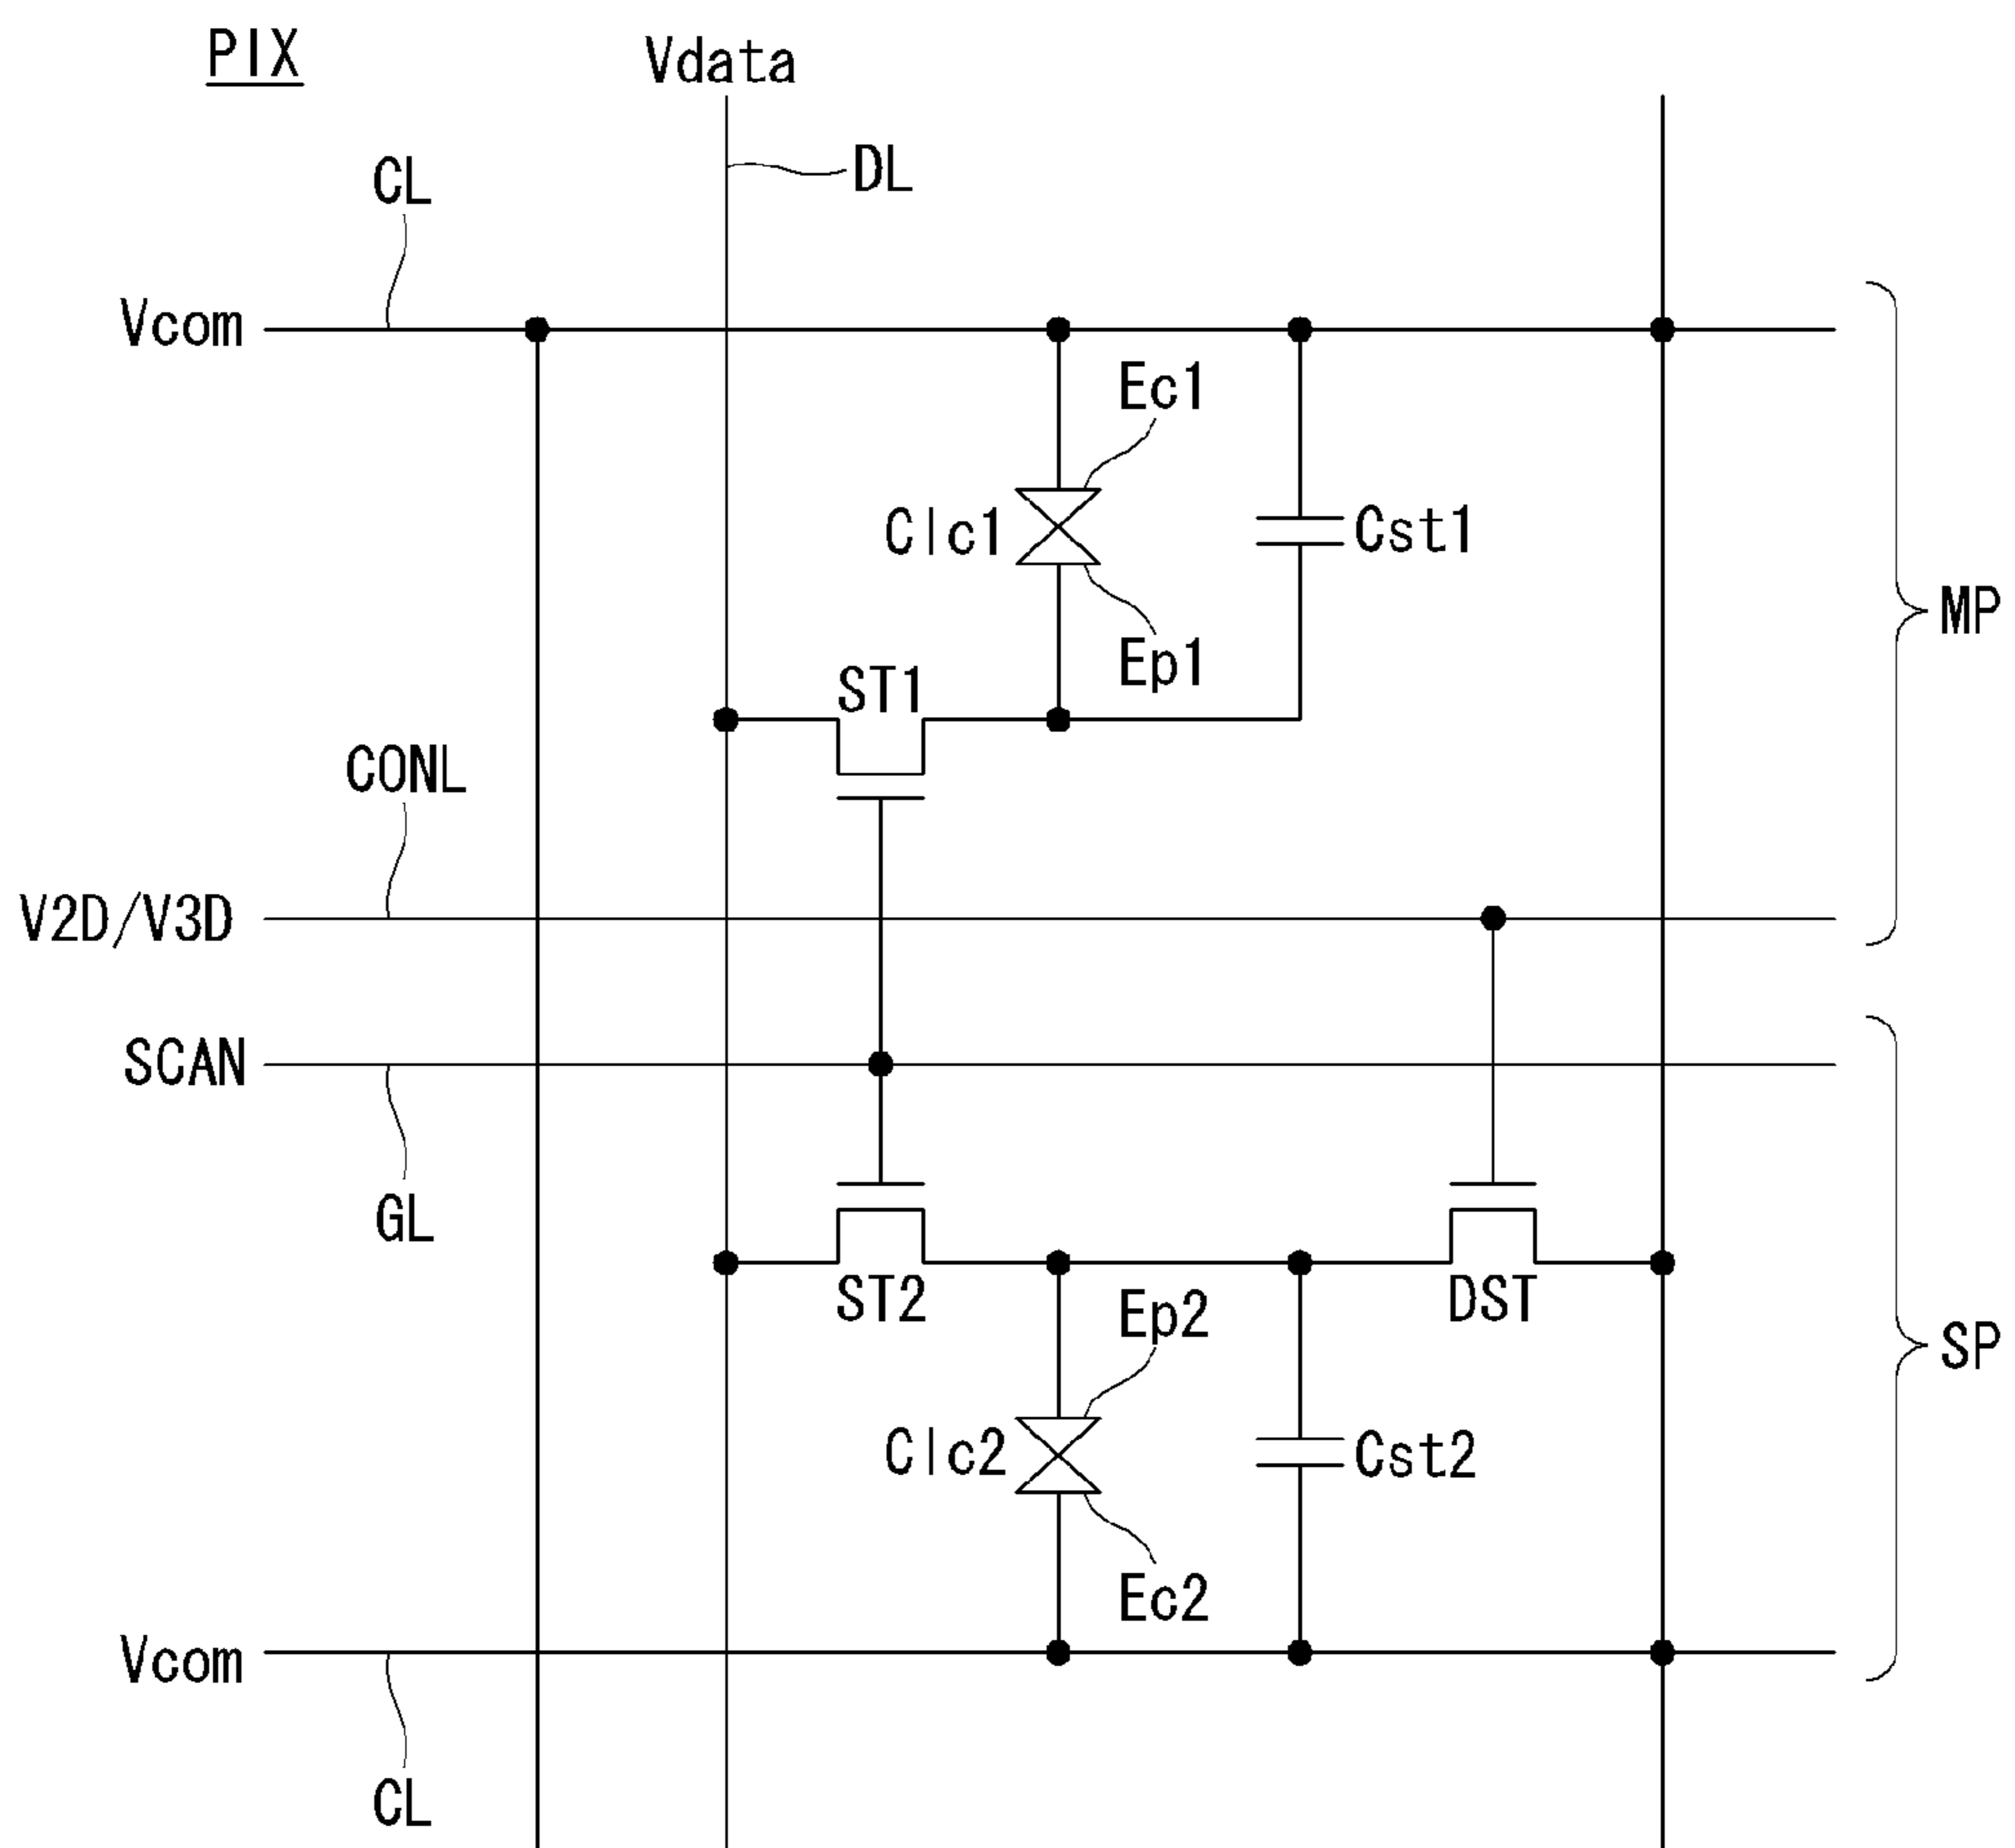 PIX
Vdata
DL
CL
Vcom
Ec1
Clc1
Cst1
Ep1
MP
ST1
CONL
V2D/V3D
SCAN
GL
ST2
Ep2
DST
SP
Clc2
Cst2
Ec2
Vcom
CL